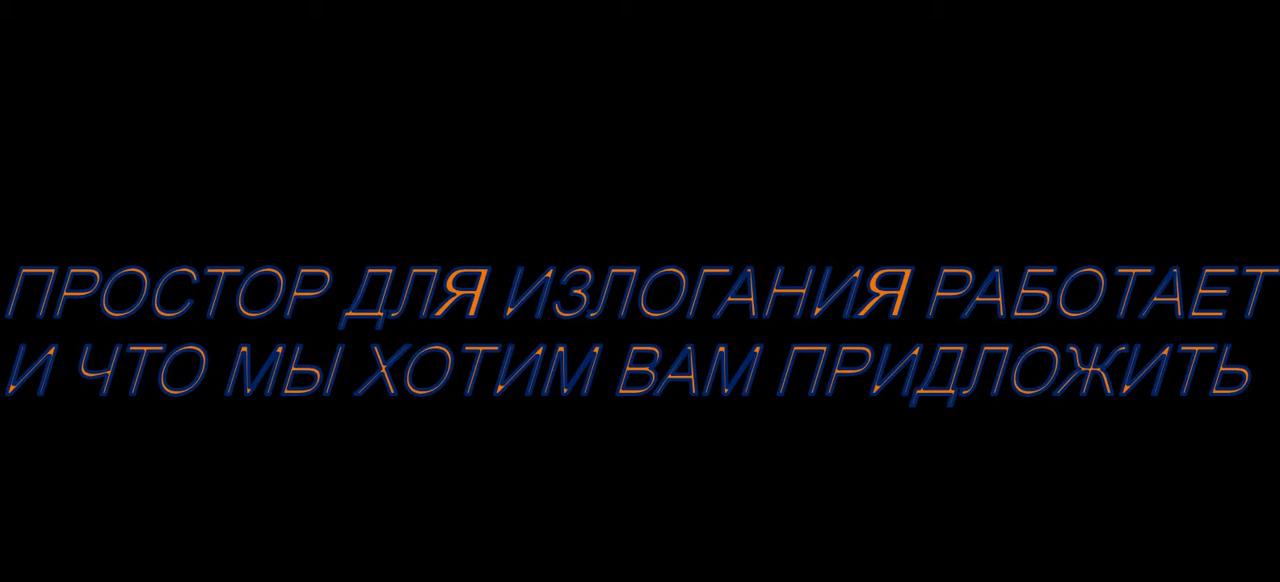 ПРОСТОР ДЛЯ ИЗЛОГАНИЯ РАБОТАЕТ
И ЧТО МЫ ХОТИМ ВАМ ПРИДЛОЖИТЬ